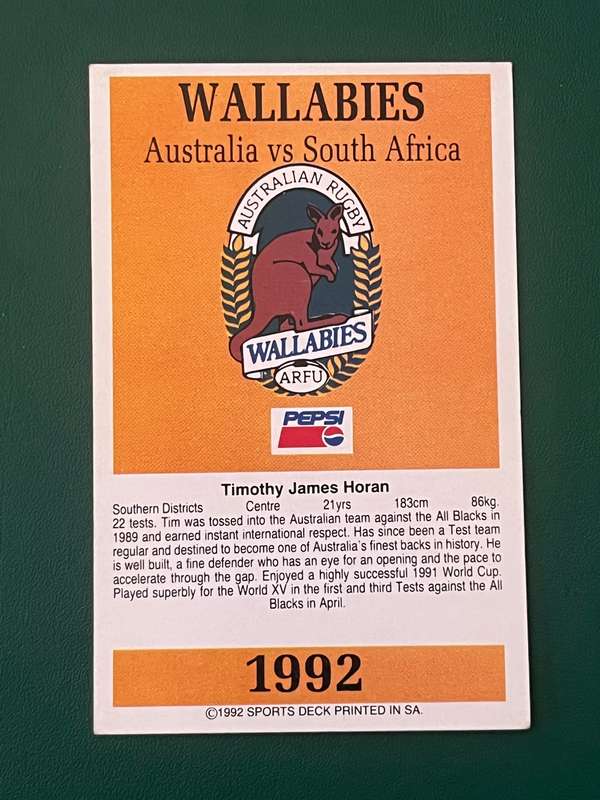 WALLABIES
Australia vs South Africa
AUSTRALIAN RUGBY
WALLABIES
ARFU
PEPSI
Timothy James Horan
Southern Districts Centre 21yrs 183cm 86kg.
22 tests. Tim was tossed into the Australian team against the All Blacks in
1989 and earned instant international respect. Has since been a Test team
regular and destined to become one of Australia's finest backs in history. He
is well built, a fine defender who has an eye for an opening and the pace to
accelerate through the gap. Enjoyed a highly successful 1991 World Cup.
Played superbly for the World XV in the first and third Tests against the All
Blacks in April.
1992
©1992 SPORTS DECK PRINTED IN SA.